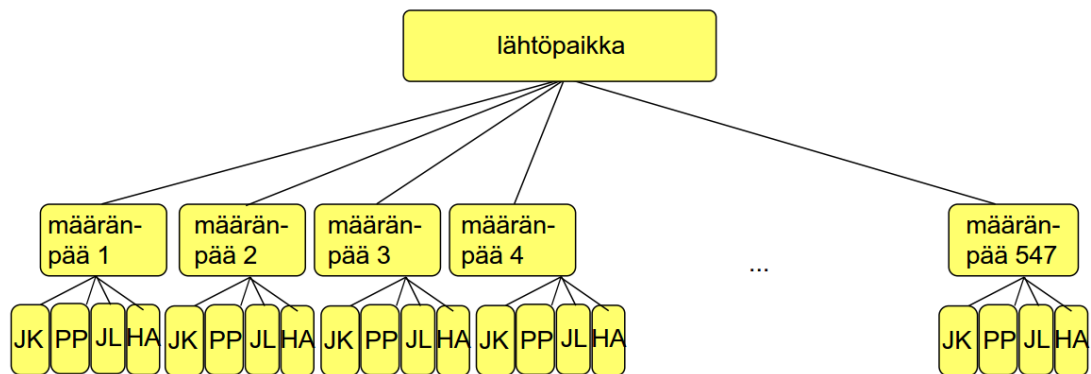 lähtöpaikka
määrän-
pää 1
määrän-
pää 2
määrän-
pää 3
määrän-
pää 4
...
määrän-
pää 547
JK PP JL HA JK PP JL HA JK PP JL HA JK PP JL HA JK PP JL HA